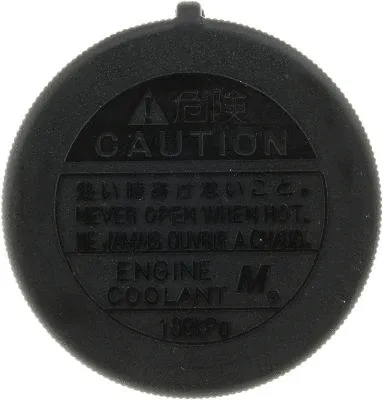 危険
CAUTION
熱い時あけないこと。
NEVER OPEN WHEN HOT.
NE JAMAIS OUVRIR A CHAUD.
ENGINE
COOLANT M
kPa